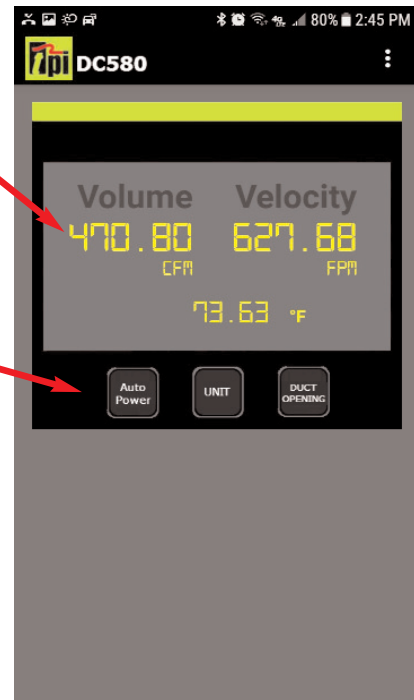 80% 2:45 PM
TPI DC580
Volume Velocity
470.80 627.68
CFM FPM
73.63 °F
Auto Power UNIT DUCT OPENING